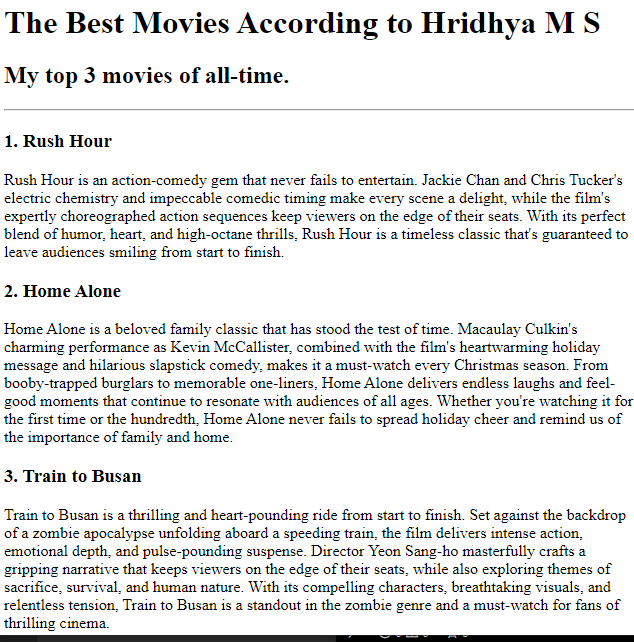 The Best Movies According to Hridhya M S
My top 3 movies of all-time.
1. Rush Hour
Rush Hour is an action-comedy gem that never fails to entertain. Jackie Chan and Chris Tucker's
electric chemistry and impeccable comedic timing make every scene a delight, while the film's
expertly choreographed action sequences keep viewers on the edge of their seats. With its perfect
blend of humor, heart, and high-octane thrills, Rush Hour is a timeless classic that's guaranteed to
leave audiences smiling from start to finish.
2. Home Alone
Home Alone is a beloved family classic that has stood the test of time. Macaulay Culkin's
charming performance as Kevin McCallister, combined with the film's heartwarming holiday
message and hilarious slapstick comedy, makes it a must-watch every Christmas season. From
booby-trapped burglars to memorable one-liners, Home Alone delivers endless laughs and feel-
good moments that continue to resonate with audiences of all ages. Whether you're watching it for
the first time or the hundredth, Home Alone never fails to spread holiday cheer and remind us of
the importance of family and home.
3. Train to Busan
Train to Busan is a thrilling and heart-pounding ride from start to finish. Set against the backdrop
of a zombie apocalypse unfolding aboard a speeding train, the film delivers intense action,
emotional depth, and pulse-pounding suspense. Director Yeon Sang-ho masterfully crafts a
gripping narrative that keeps viewers on the edge of their seats, while also exploring themes of
sacrifice, survival, and human nature. With its compelling characters, breathtaking visuals, and
relentless tension, Train to Busan is a standout in the zombie genre and a must-watch for fans of
thrilling cinema.